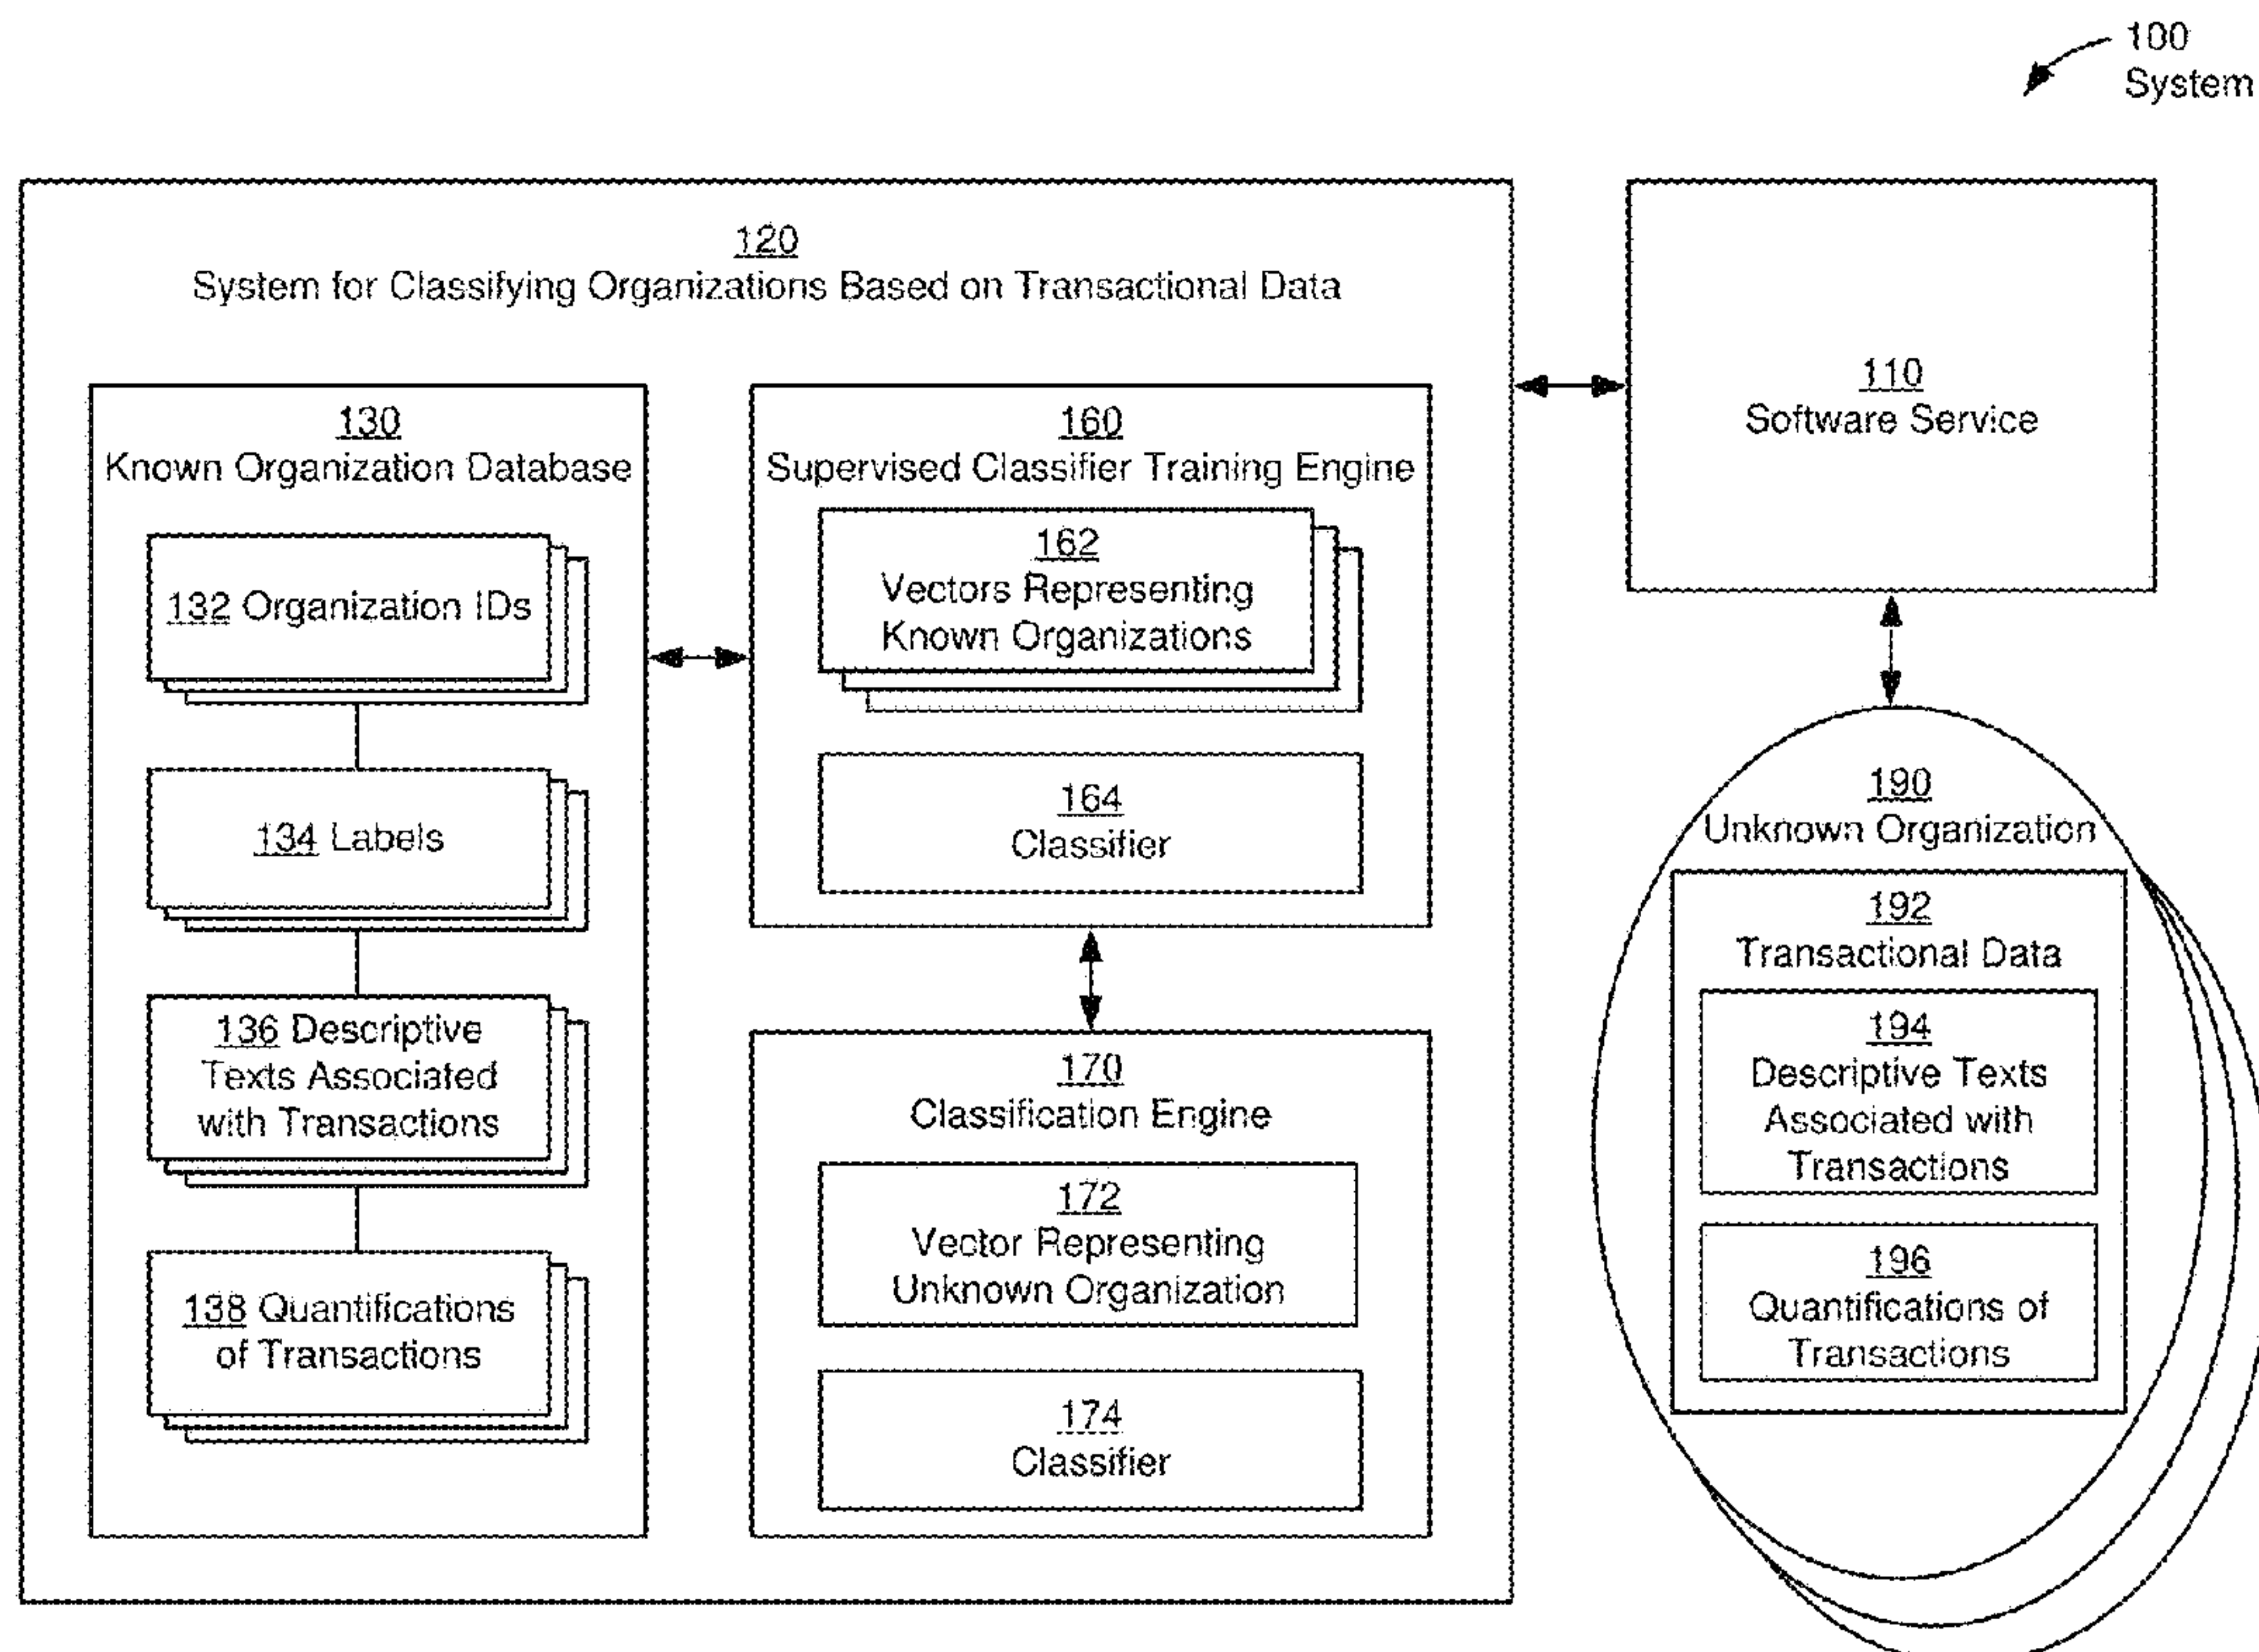 100
System
120
System for Classifying Organizations Based on Transactional Data
130
Known Organization Database
132 Organization IDs
134 Labels
136 Descriptive
Texts Associated
with Transactions
138 Quantifications
of Transactions
160
Supervised Classifier Training Engine
162
Vectors Representing
Known Organizations
164
Classifier
170
Classification Engine
172
Vector Representing
Unknown Organization
174
Classifier
110
Software Service
190
Unknown Organization
192
Transactional Data
194
Descriptive Texts
Associated with
Transactions
196
Quantifications of
Transactions